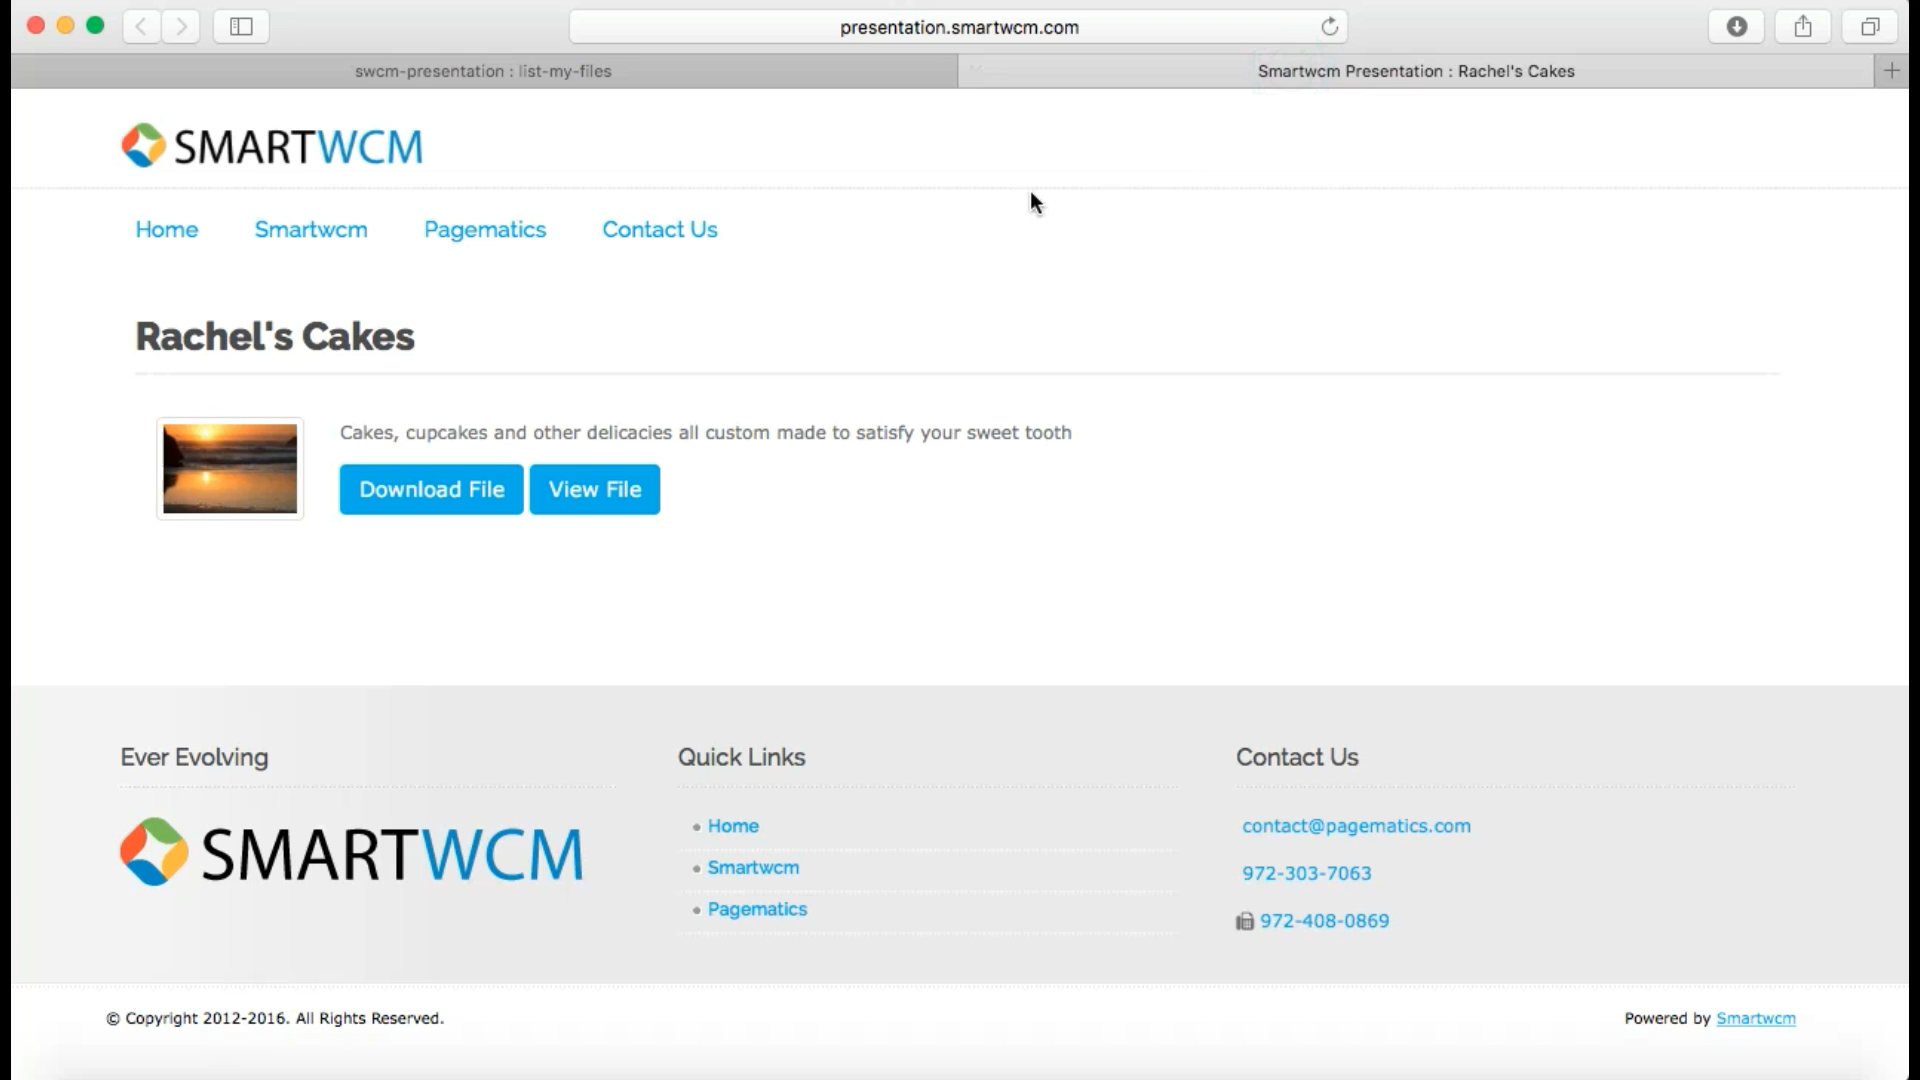 presentation.smartwcm.com
swcm-presentation : list-my-files
Smartwcm Presentation : Rachel's Cakes
SMARTWCM
Home Smartwcm Pagematics Contact Us
Rachel's Cakes
Cakes, cupcakes and other delicacies all custom made to satisfy your sweet tooth
Download File View File
Ever Evolving
SMARTWCM
Quick Links
Home
Smartwcm
Pagematics
Contact Us
contact@pagematics.com
972-303-7063
972-408-0869
© Copyright 2012-2016. All Rights Reserved.
Powered by Smartwcm